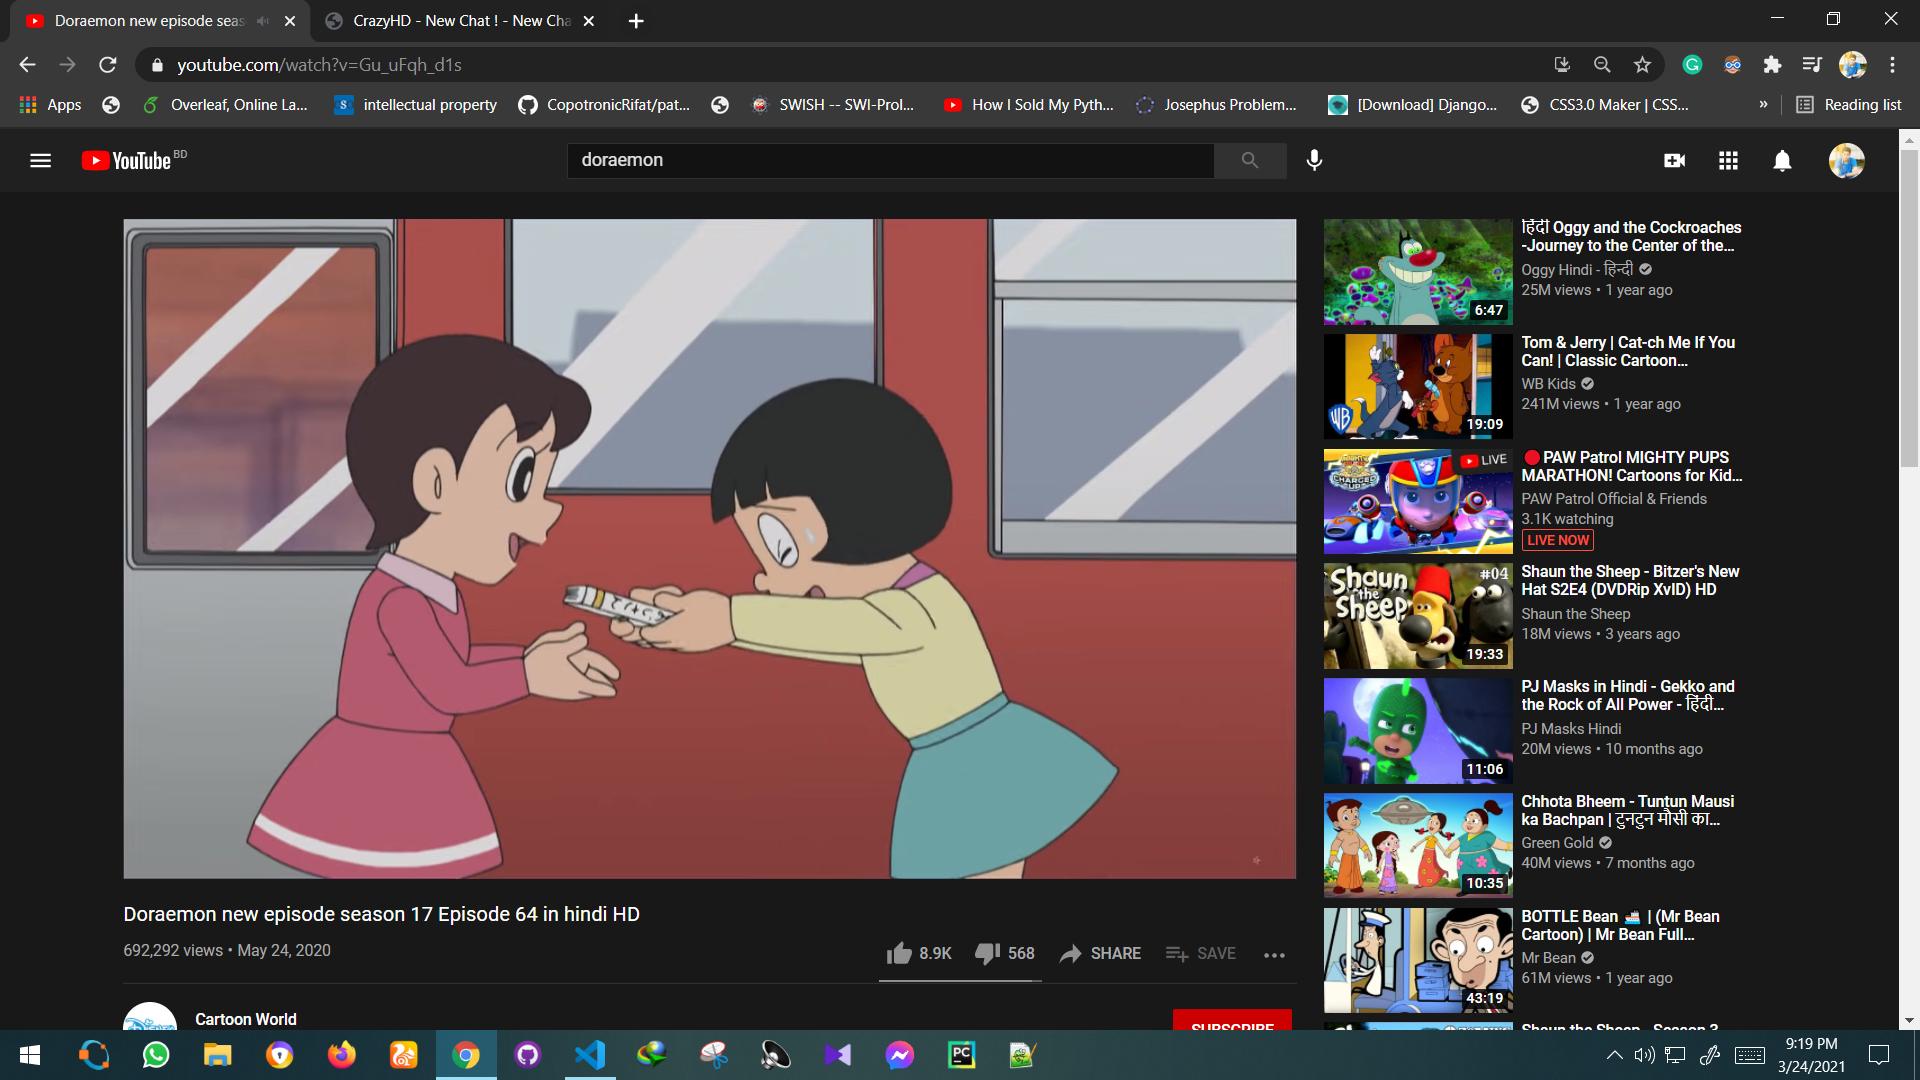 Doraemon new episode seas
CrazyHD - New Chat ! - New Cha
youtube.com/watch?v=Gu_uFqh_d1s
Apps
Overleaf, Online La...
intellectual property
CopotronicRifat/pat...
SWISH -- SWI-Prol...
How I Sold My Pyth...
Josephus Problem...
[Download] Django...
CSS3.0 Maker | CSS...
»
Reading list
YouTube BD
doraemon
Doraemon new episode season 17 Episode 64 in hindi HD
692,292 views • May 24, 2020
8.9K
568
SHARE
SAVE
Cartoon World
SUBSCRIBE
6:47
हिंदी Oggy and the Cockroaches
-Journey to the Center of the...
Oggy Hindi - हिन्दी
25M views • 1 year ago
WB
19:09
Tom & Jerry | Cat-ch Me If You
Can! | Classic Cartoon...
WB Kids
241M views • 1 year ago
CHARGED UP
LIVE
🔴 PAW Patrol MIGHTY PUPS
MARATHON! Cartoons for Kid...
PAW Patrol Official & Friends
3.1K watching
LIVE NOW
Shaun
the
Sheep
#04
19:33
Shaun the Sheep - Bitzer's New
Hat S2E4 (DVDRip XvID) HD
Shaun the Sheep
18M views • 3 years ago
11:06
PJ Masks in Hindi - Gekko and
the Rock of All Power - हिंदी...
PJ Masks Hindi
20M views • 10 months ago
10:35
Chhota Bheem - Tuntun Mausi
ka Bachpan | टुनटुन मौसी का...
Green Gold
40M views • 7 months ago
43:19
BOTTLE Bean 🚢 | (Mr Bean
Cartoon) | Mr Bean Full...
Mr Bean
61M views • 1 year ago
Shaun the Sheep - Season 3
PC
9:19 PM
3/24/2021